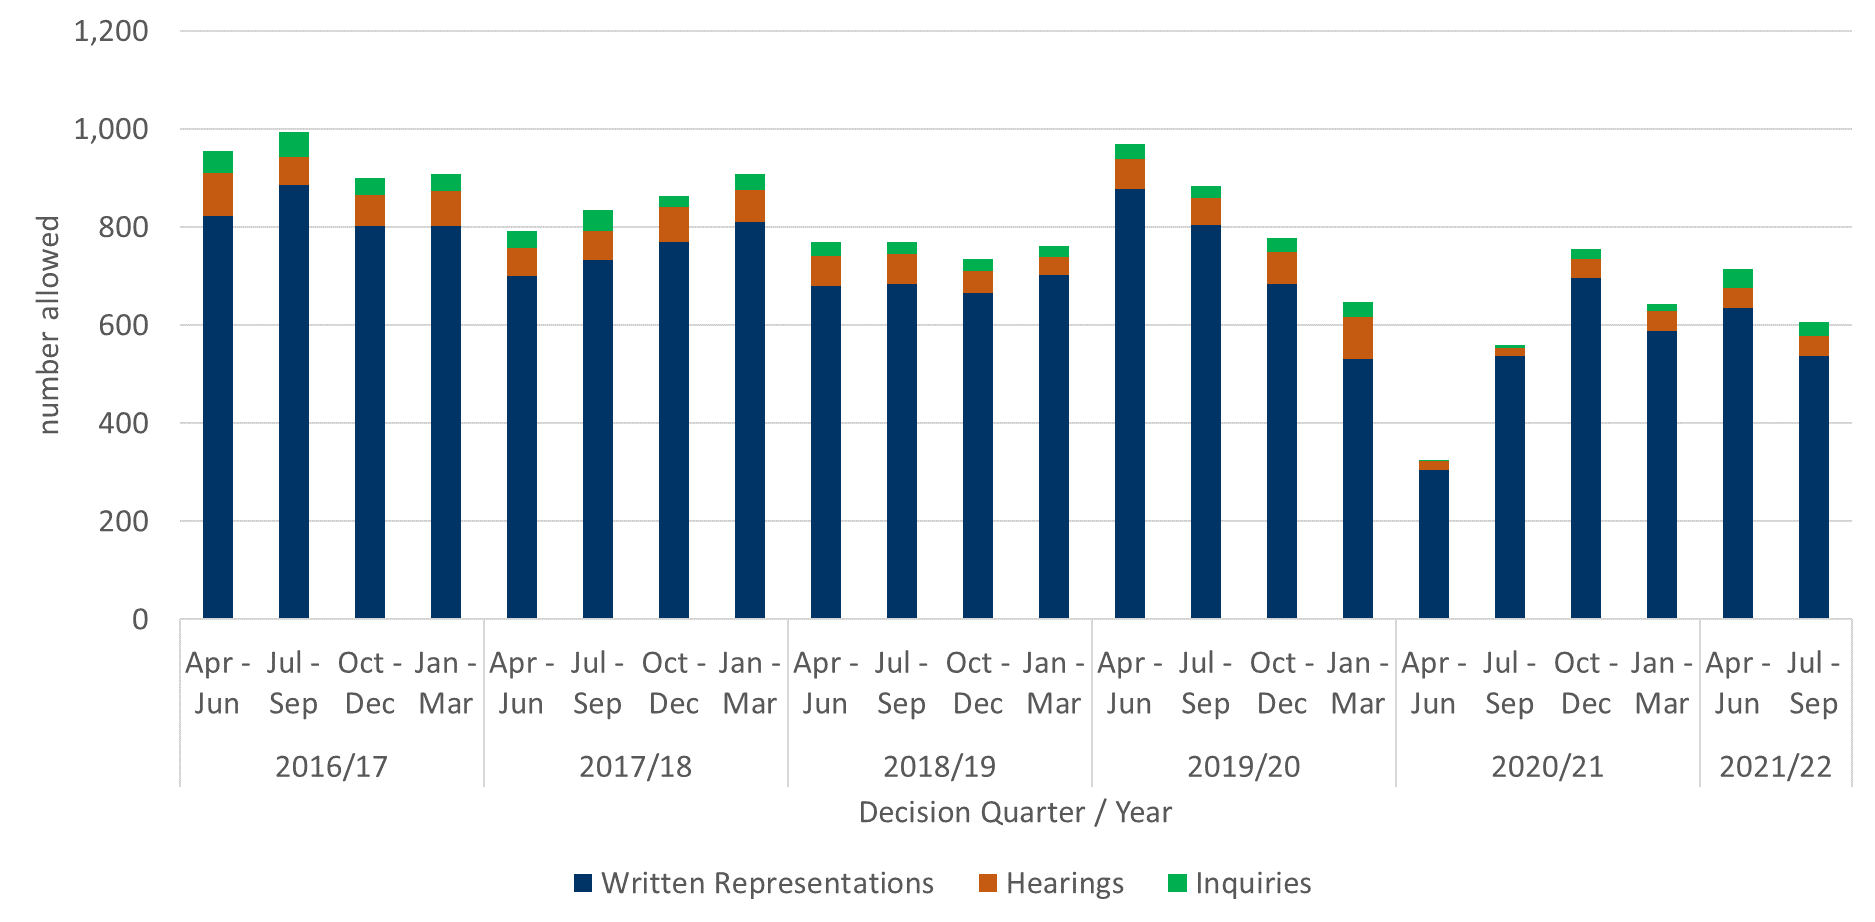 1,200
1,000
800
600
400
200
0
number allowed
Apr - Jul - Oct - Jan - Apr - Jul - Oct - Jan - Apr - Jul - Oct - Jan - Apr - Jul - Oct - Jan - Apr - Jul - Oct - Jan - Apr - Jul -
Jun Sep Dec Mar Jun Sep Dec Mar Jun Sep Dec Mar Jun Sep Dec Mar Jun Sep Dec Mar Jun Sep
2016/17 2017/18 2018/19 2019/20 2020/21 2021/22
Decision Quarter / Year
Written Representations Hearings Inquiries